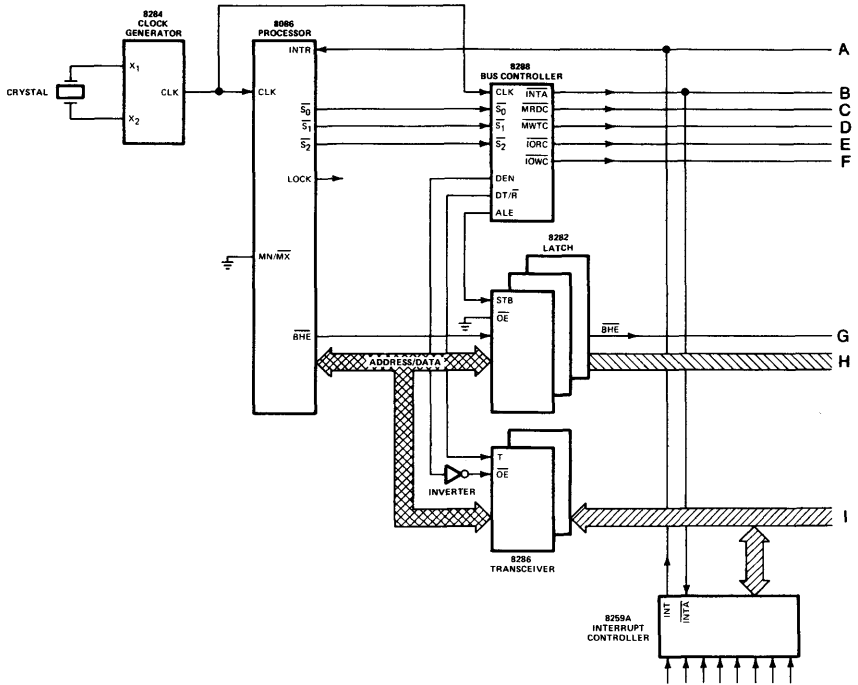 8284
CLOCK
GENERATOR
X1
X2
CLK
CRYSTAL
8086
PROCESSOR
INTR
CLK
S0
S1
S2
LOCK
MN/MX
BHE
8288
BUS CONTROLLER
CLK
INTA
S0
MRDC
S1
MWTC
S2
IORC
IOWC
DEN
DT/R
ALE
8282
LATCH
STB
OE
BHE
ADDRESS/DATA
T
OE
INVERTER
8286
TRANSCEIVER
8259A
INTERRUPT
CONTROLLER
INT
INTA
A
B
C
D
E
F
G
H
I